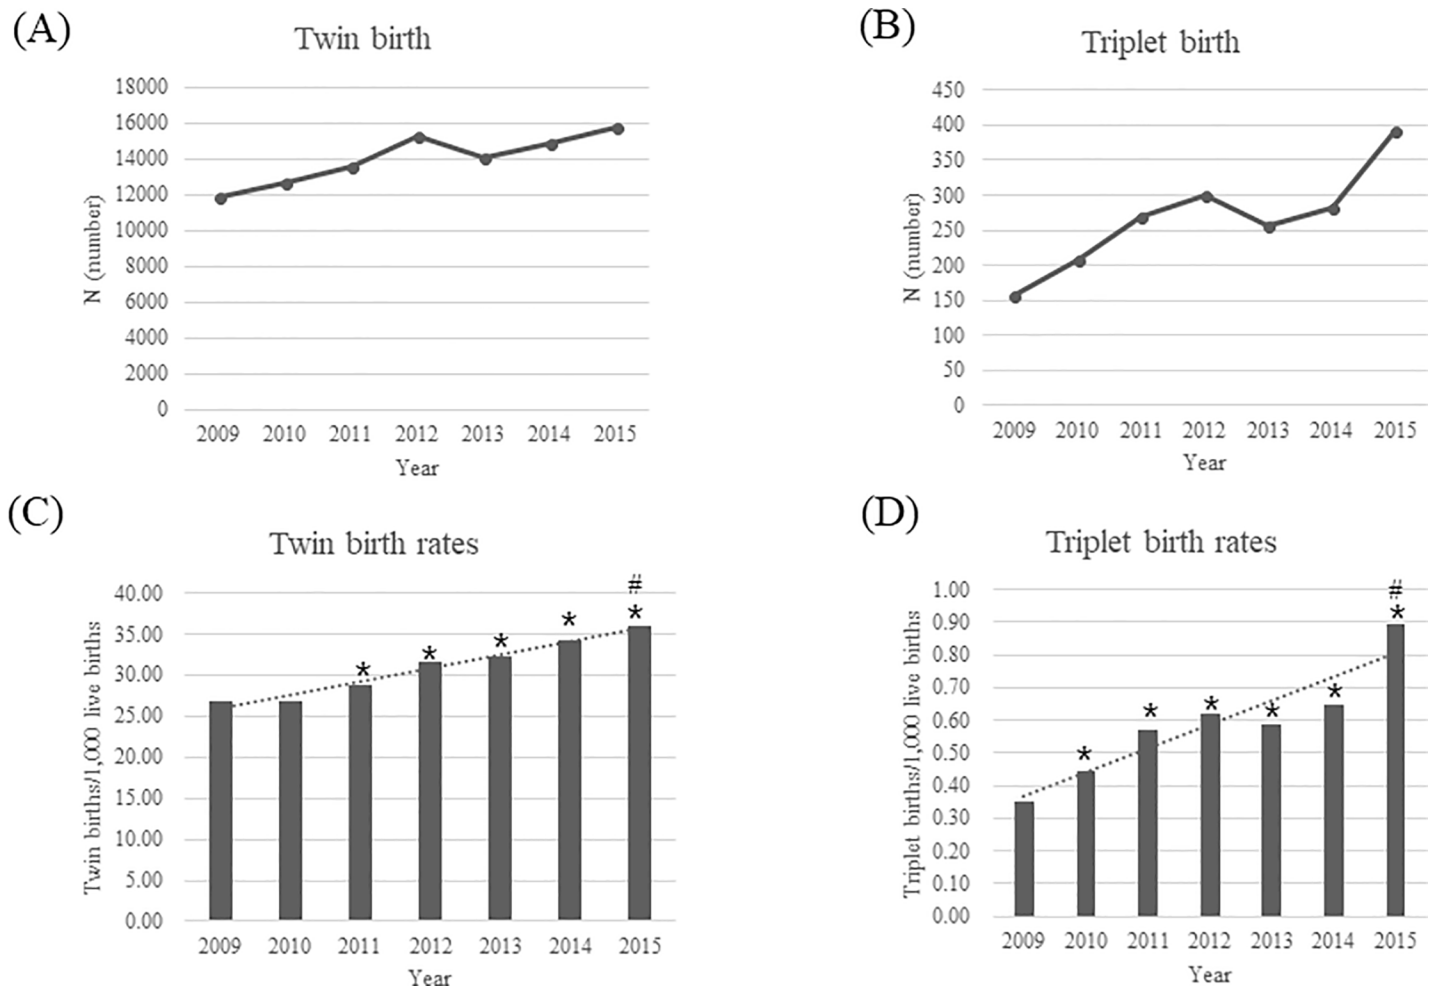 (A)
Twin birth
18000
16000
14000
12000
10000
8000
6000
4000
2000
0
N (number)
2009 2010 2011 2012 2013 2014 2015
Year
(B)
Triplet birth
450
400
350
300
250
200
150
100
50
0
N (number)
2009 2010 2011 2012 2013 2014 2015
Year
(C)
Twin birth rates
40.00
35.00
30.00
25.00
20.00
15.00
10.00
5.00
0.00
Twin births/1,000 live births
#
* * * * *
2009 2010 2011 2012 2013 2014 2015
Year
(D)
Triplet birth rates
1.00
0.90
0.80
0.70
0.60
0.50
0.40
0.30
0.20
0.10
0.00
Triplet births/1,000 live births
#
* * * * * *
2009 2010 2011 2012 2013 2014 2015
Year